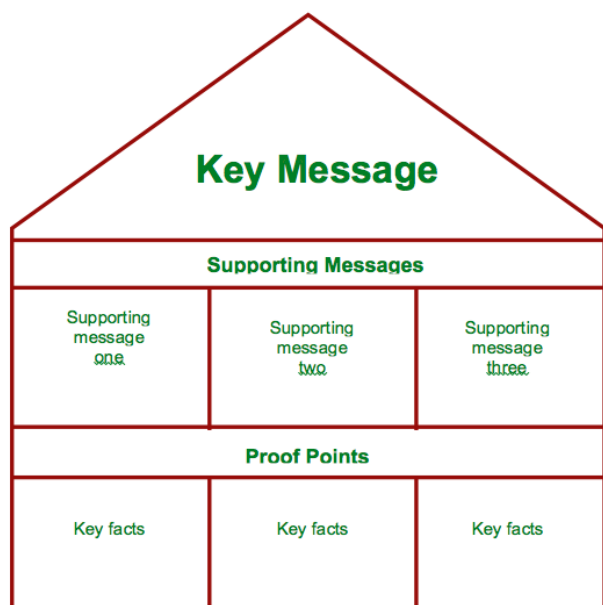 Key Message
Supporting Messages
Supporting
message
one
Supporting
message
two
Supporting
message
three
Proof Points
Key facts
Key facts
Key facts